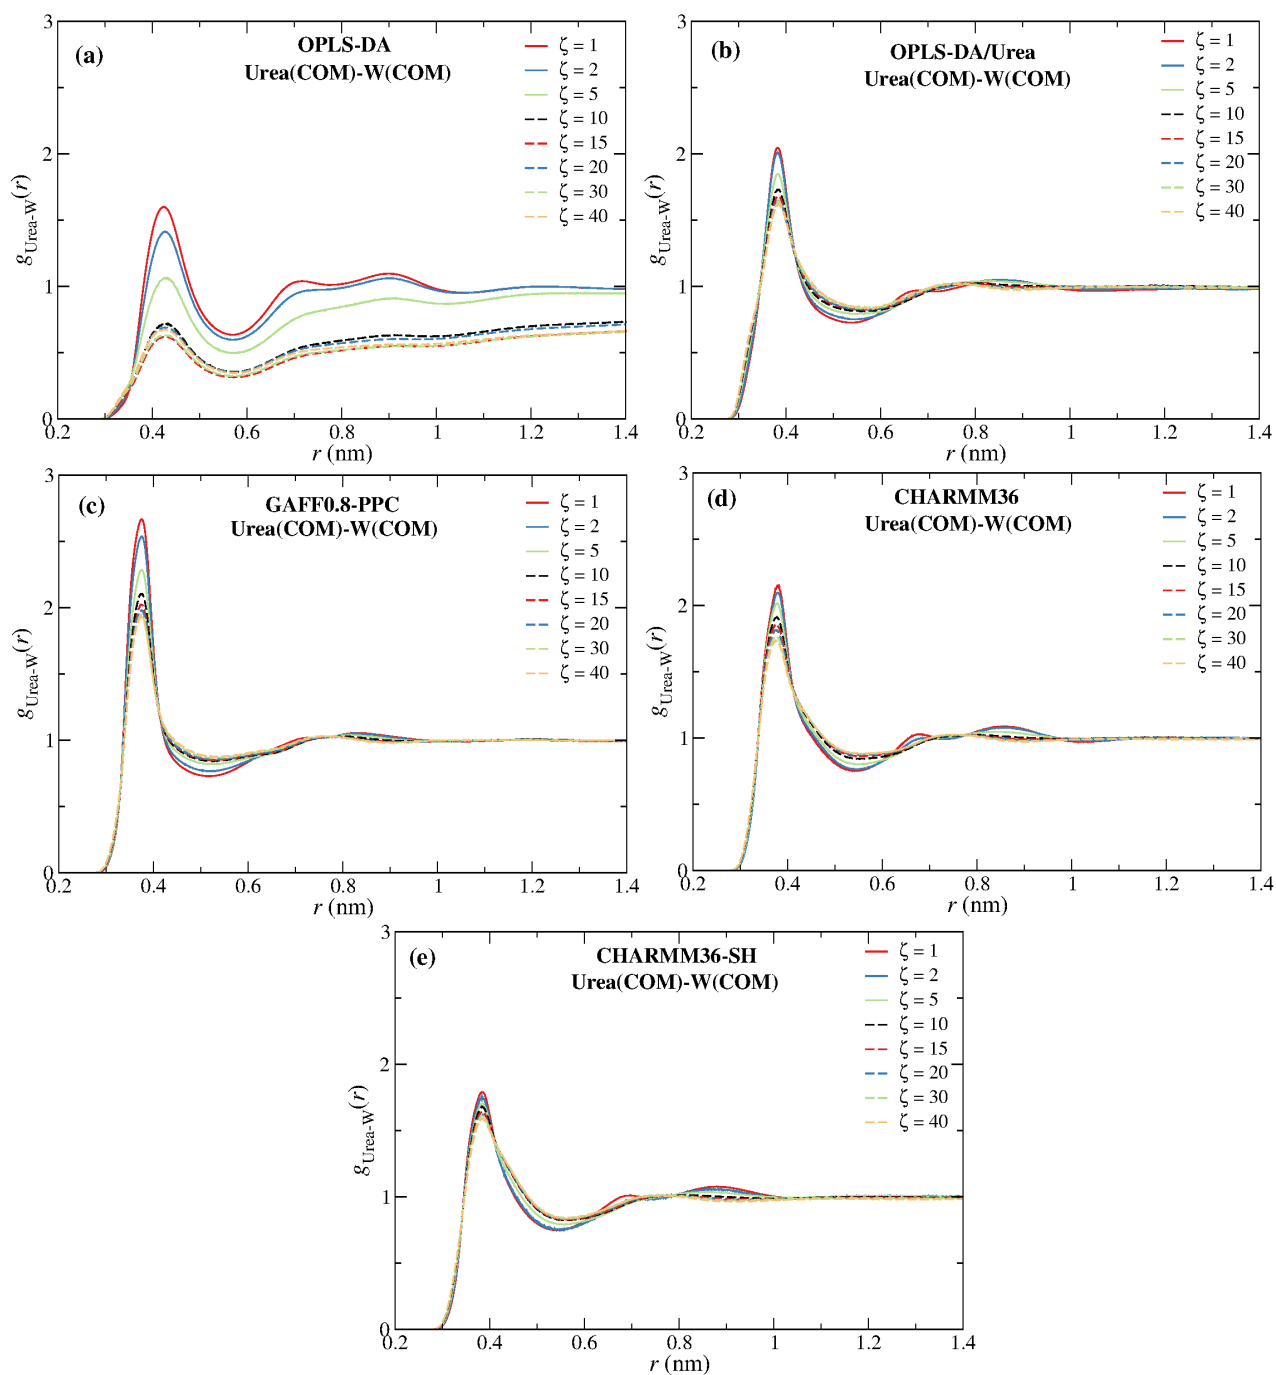 (a)
OPLS-DA
Urea(COM)-W(COM)
ζ = 1
ζ = 2
ζ = 5
ζ = 10
ζ = 15
ζ = 20
ζ = 30
ζ = 40
3
2
1
0
gUrea-W(r)
0.2 0.4 0.6 0.8 1 1.2 1.4
r (nm)
(b)
OPLS-DA/Urea
Urea(COM)-W(COM)
ζ = 1
ζ = 2
ζ = 5
ζ = 10
ζ = 15
ζ = 20
ζ = 30
ζ = 40
3
2
1
0
gUrea-W(r)
0.2 0.4 0.6 0.8 1 1.2 1.4
r (nm)
(c)
GAFF0.8-PPC
Urea(COM)-W(COM)
ζ = 1
ζ = 2
ζ = 5
ζ = 10
ζ = 15
ζ = 20
ζ = 30
ζ = 40
3
2
1
0
gUrea-W(r)
0.2 0.4 0.6 0.8 1 1.2 1.4
r (nm)
(d)
CHARMM36
Urea(COM)-W(COM)
ζ = 1
ζ = 2
ζ = 5
ζ = 10
ζ = 15
ζ = 20
ζ = 30
ζ = 40
3
2
1
0
gUrea-W(r)
0.2 0.4 0.6 0.8 1 1.2 1.4
r (nm)
(e)
CHARMM36-SH
Urea(COM)-W(COM)
ζ = 1
ζ = 2
ζ = 5
ζ = 10
ζ = 15
ζ = 20
ζ = 30
ζ = 40
3
2
1
0
gUrea-W(r)
0.2 0.4 0.6 0.8 1 1.2 1.4
r (nm)